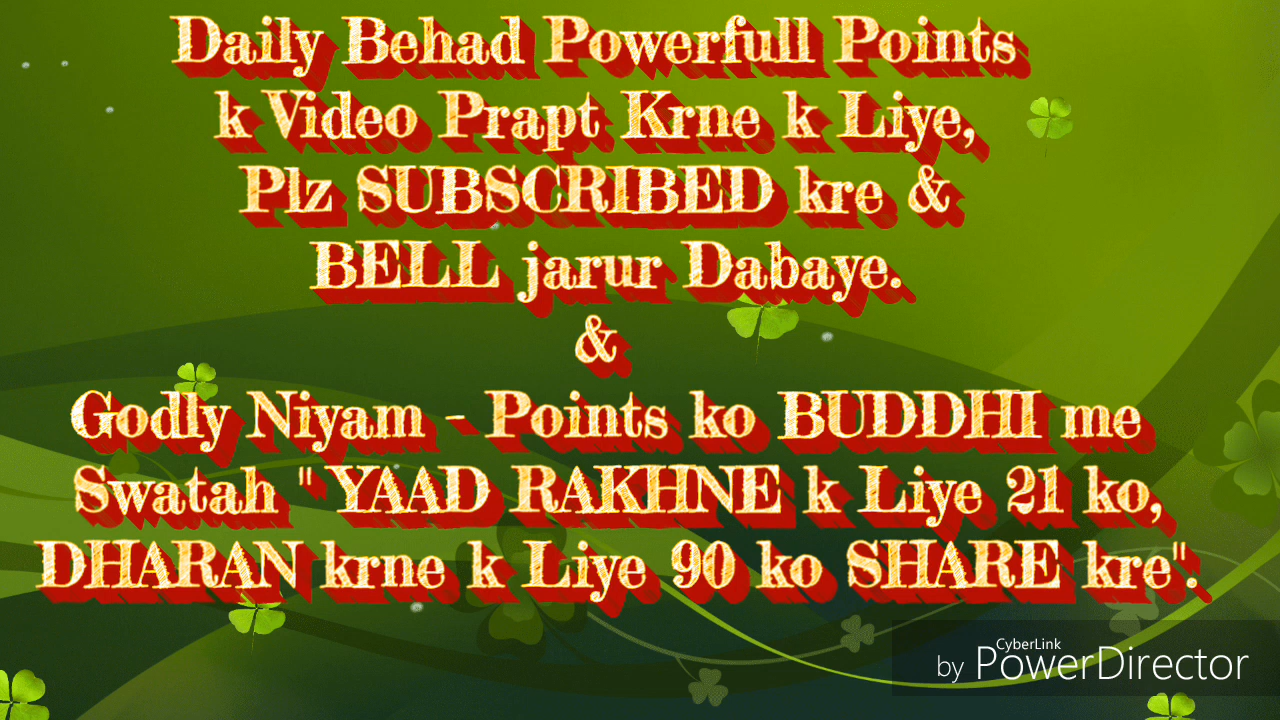 Daily Behad Powerfull Points
k Video Prapt Krne k Liye,
Plz SUBSCRIBED kre &
BELL jarur Dabaye.
&
Godly Niyam - Points ko BUDDHI me
Swatah " YAAD RAKHNE k Liye 21 ko,
DHARAN krne k Liye 90 ko SHARE kre".
CyberLink
by PowerDirector